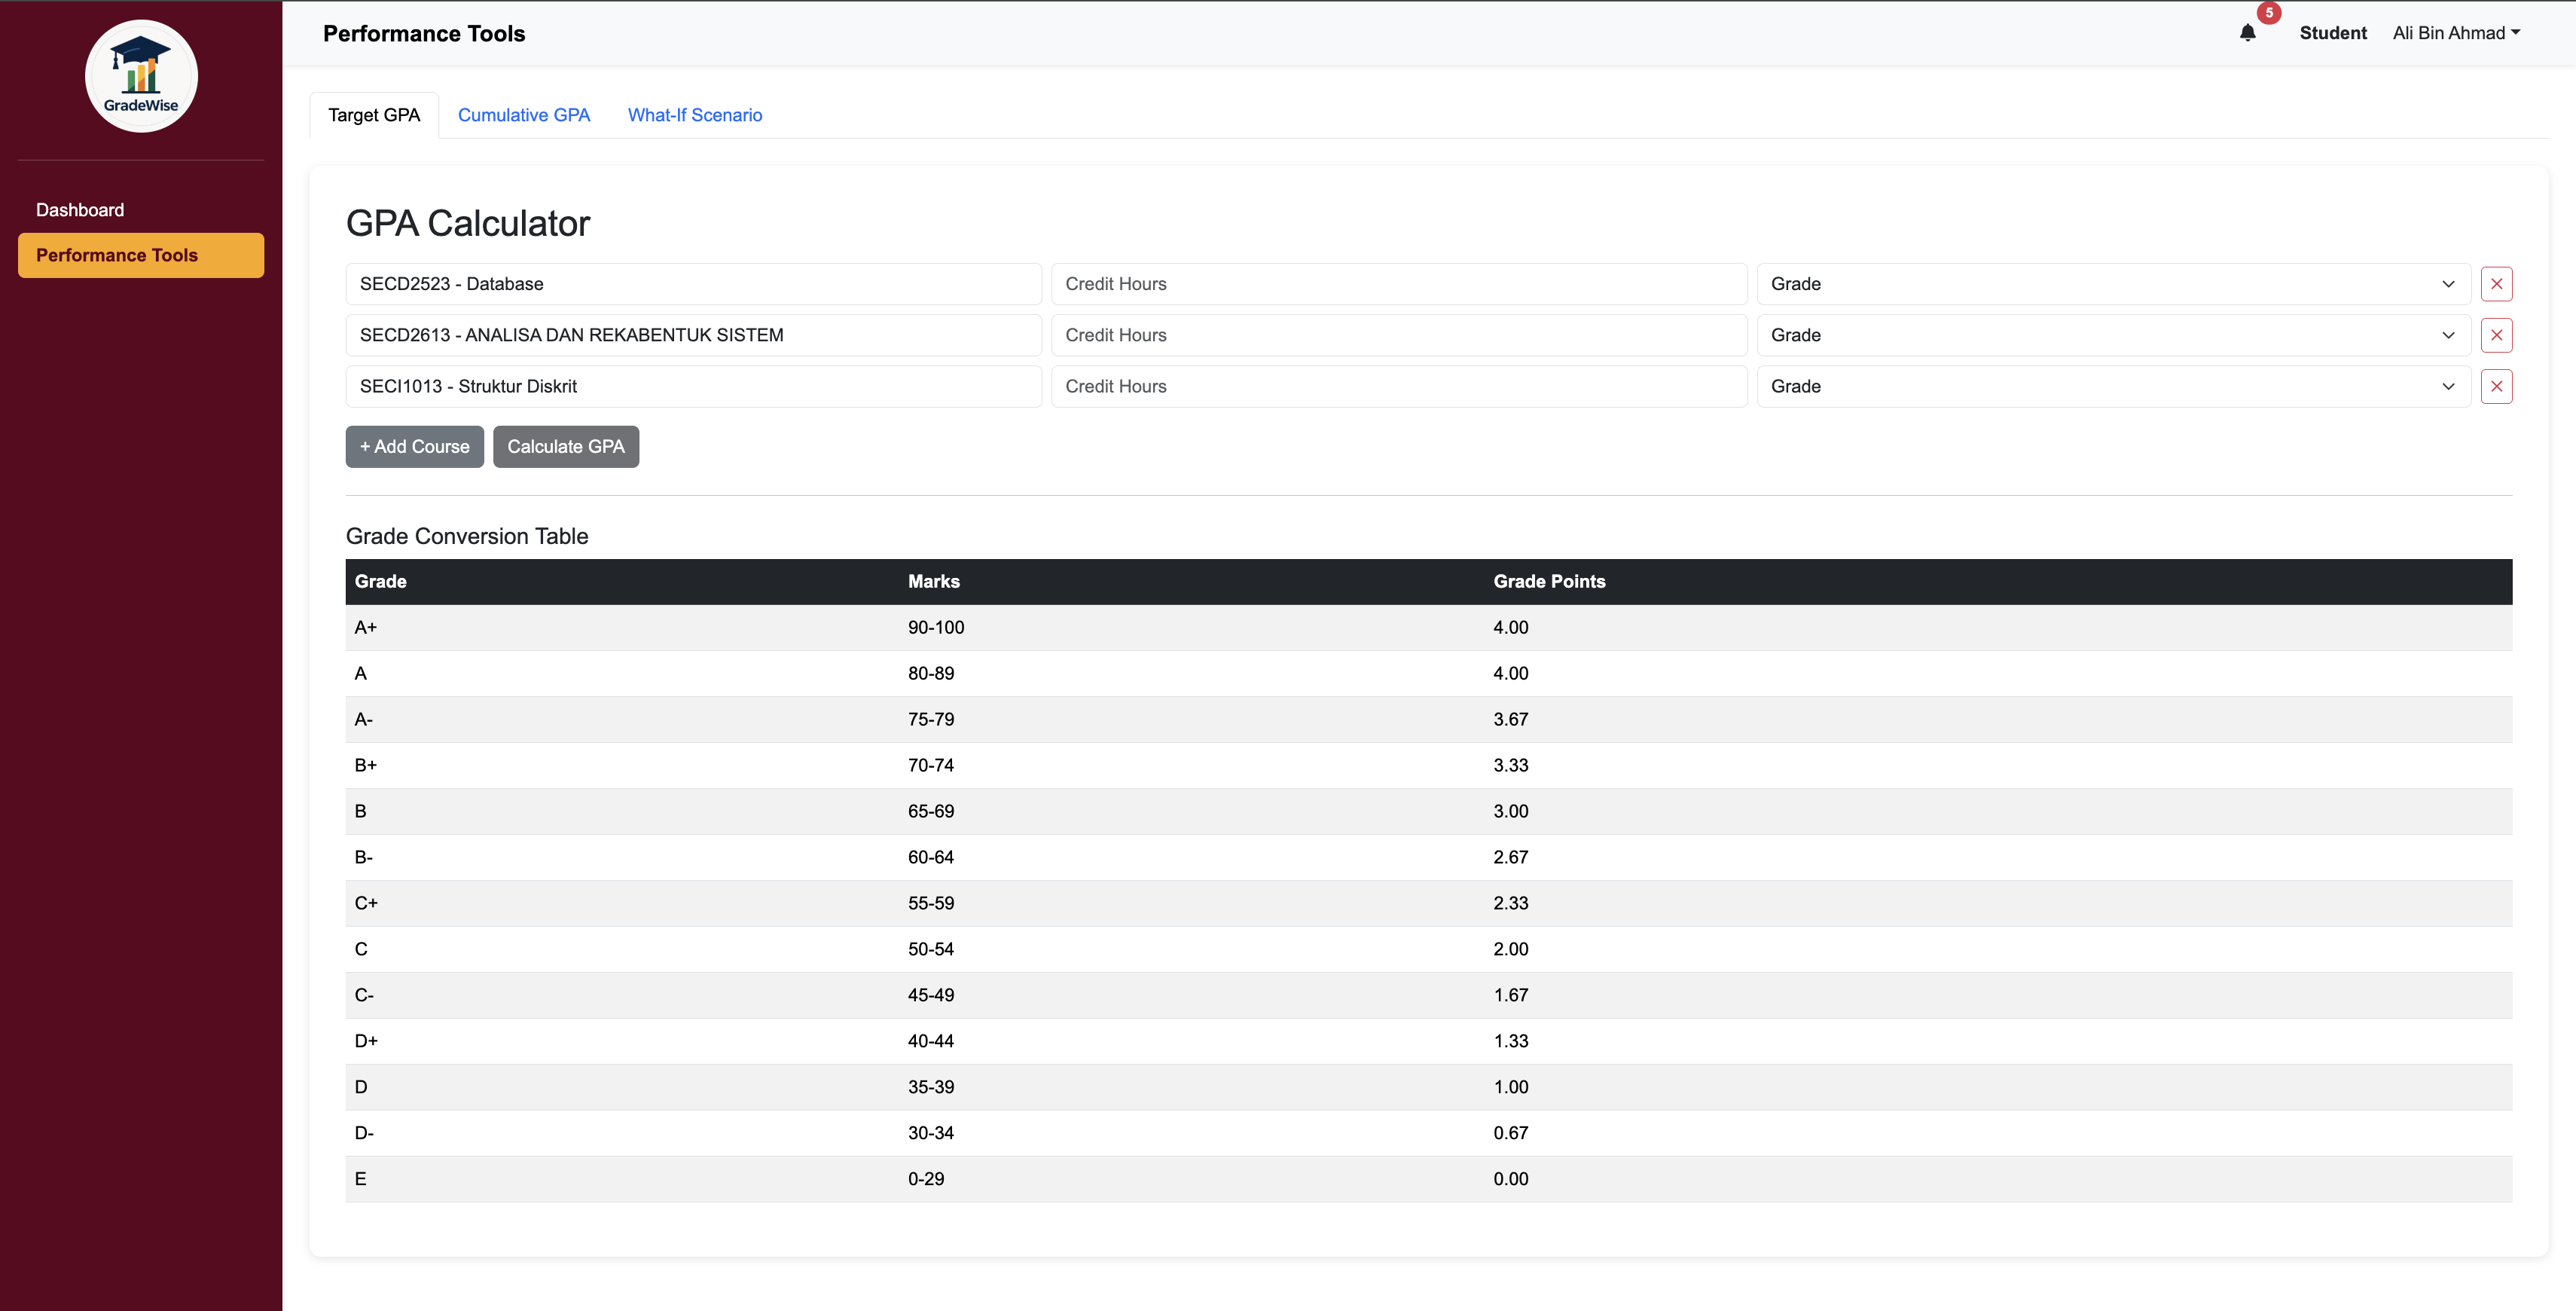 GradeWise
Dashboard
Performance Tools
Performance Tools
5
Student Ali Bin Ahmad
Target GPA Cumulative GPA What-If Scenario
GPA Calculator
SECD2523 - Database Credit Hours Grade
SECD2613 - ANALISA DAN REKABENTUK SISTEM Credit Hours Grade
SECI1013 - Struktur Diskrit Credit Hours Grade
+ Add Course Calculate GPA
Grade Conversion Table
Grade Marks Grade Points
A+ 90-100 4.00
A 80-89 4.00
A- 75-79 3.67
B+ 70-74 3.33
B 65-69 3.00
B- 60-64 2.67
C+ 55-59 2.33
C 50-54 2.00
C- 45-49 1.67
D+ 40-44 1.33
D 35-39 1.00
D- 30-34 0.67
E 0-29 0.00